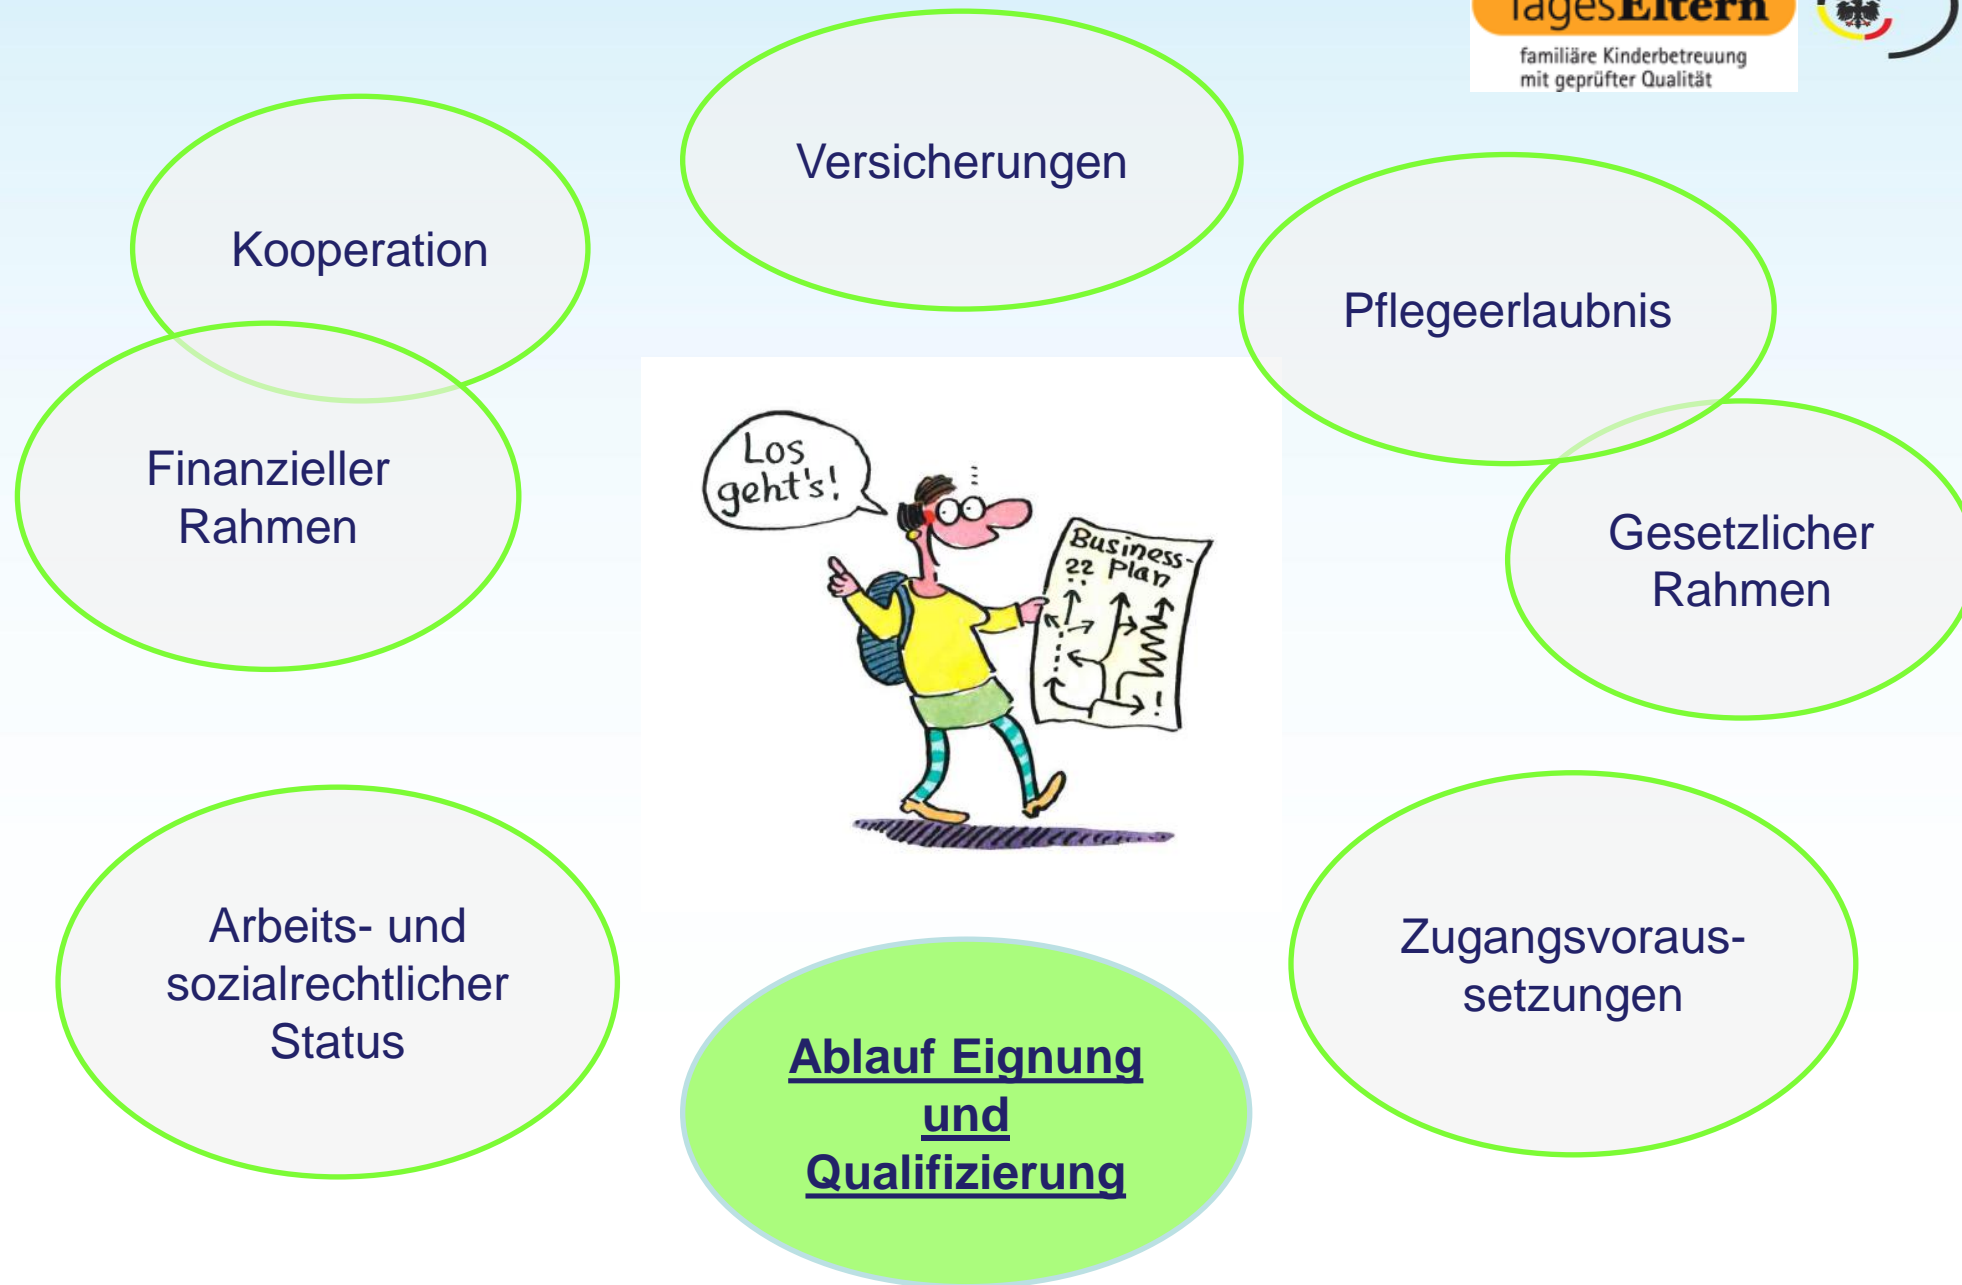 TagesEltern
familiäre Kinderbetreuung
mit geprüfter Qualität
Versicherungen
Kooperation
Pflegeerlaubnis
Finanzieller
Rahmen
Los
geht's!
Business-
?? Plan
!
Gesetzlicher
Rahmen
Arbeits- und
sozialrechtlicher
Status
Zugangsvoraus-
setzungen
Ablauf Eignung
und
Qualifizierung